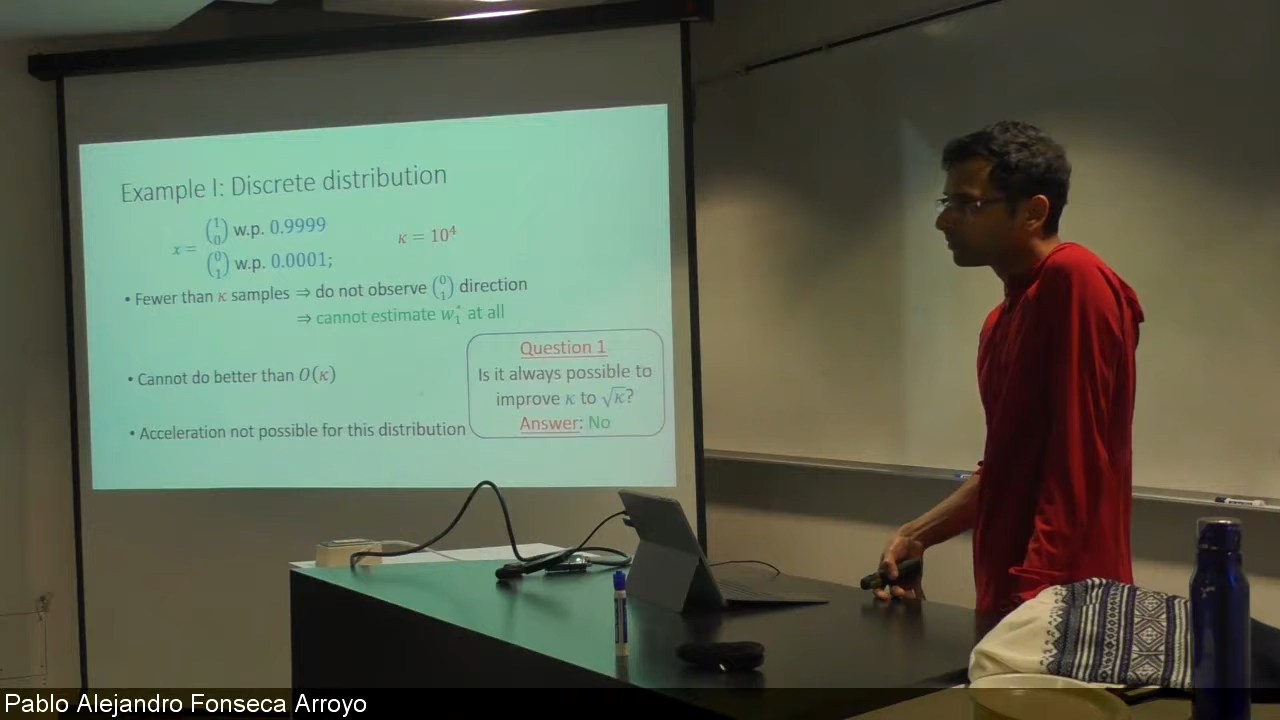 Example I: Discrete distribution
x = (1 0) w.p. 0.9999
(0 1) w.p. 0.0001;
κ = 10⁴
• Fewer than κ samples ⇒ do not observe (0 1) direction
⇒ cannot estimate w₁* at all
• Cannot do better than O(κ)
• Acceleration not possible for this distribution
Question 1
Is it always possible to
improve κ to √κ?
Answer: No
Pablo Alejandro Fonseca Arroyo